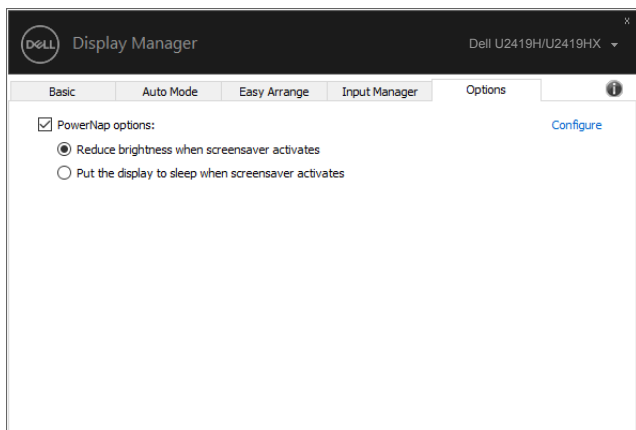 x
DELL Display Manager Dell U2419H/U2419HX
Basic Auto Mode Easy Arrange Input Manager Options i
PowerNap options: Configure
Reduce brightness when screensaver activates
Put the display to sleep when screensaver activates